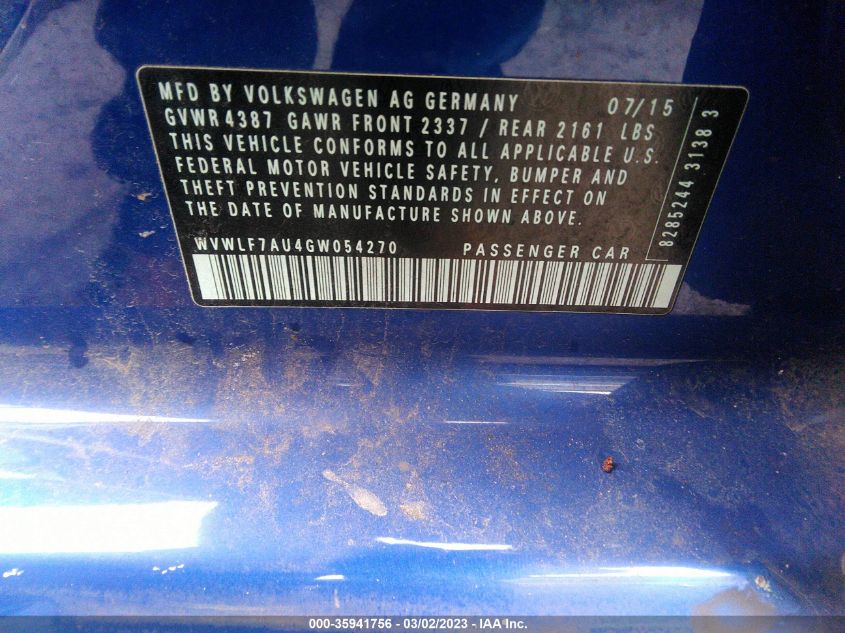 MFD BY VOLKSWAGEN AG GERMANY 07/15
GVWR 4387 GAWR FRONT 2337 / REAR 2161 LBS
THIS VEHICLE CONFORMS TO ALL APPLICABLE U.S.
FEDERAL MOTOR VEHICLE SAFETY, BUMPER AND
THEFT PREVENTION STANDARDS IN EFFECT ON
THE DATE OF MANUFACTURE SHOWN ABOVE.
WVWLF7AU4GW054270 PASSENGER CAR
8285244 3138 3
000-35941756 — 03/02/2023 — IAA Inc.